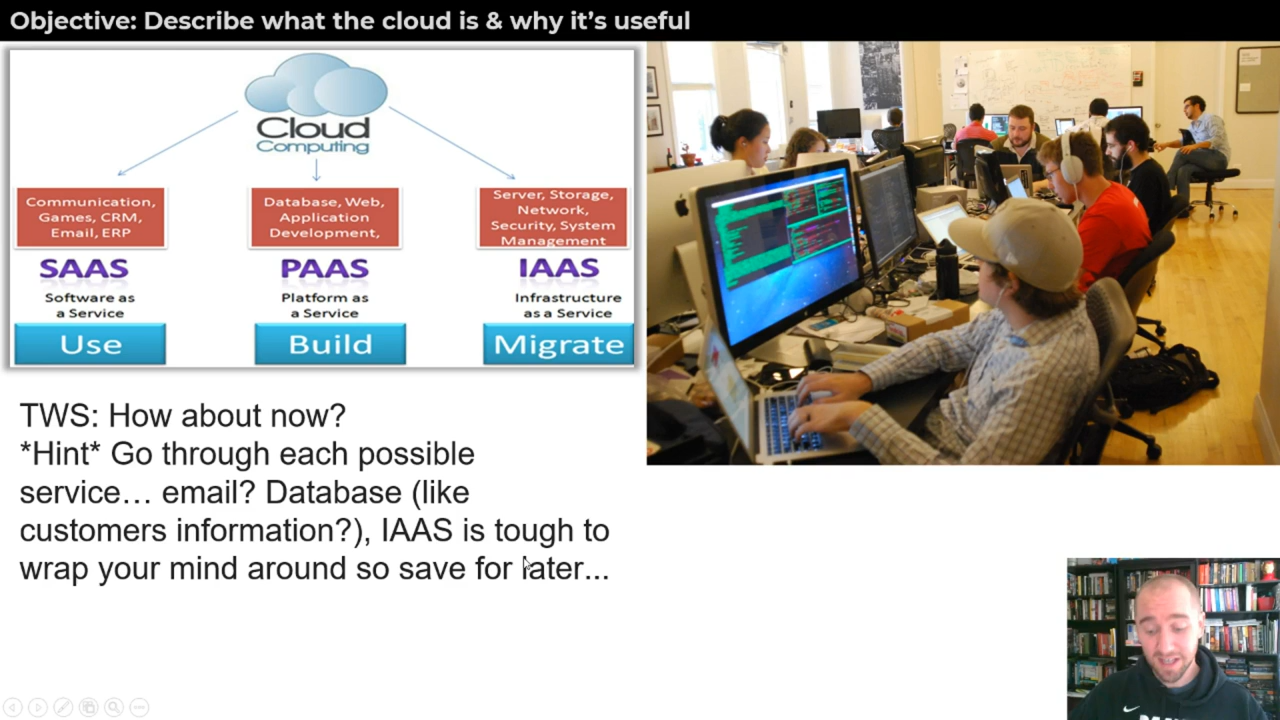 Objective: Describe what the cloud is & why it's useful
Cloud
Computing
Communication,
Games, CRM,
Email, ERP
SAAS
Software as
a Service
Use
Database, Web,
Application
Development,
PAAS
Platform as
a Service
Build
Server, Storage,
Network,
Security, System
Management
IAAS
Infrastructure
as a Service
Migrate
TWS: How about now?
*Hint* Go through each possible
service… email? Database (like
customers information?), IAAS is tough to
wrap your mind around so save for later...